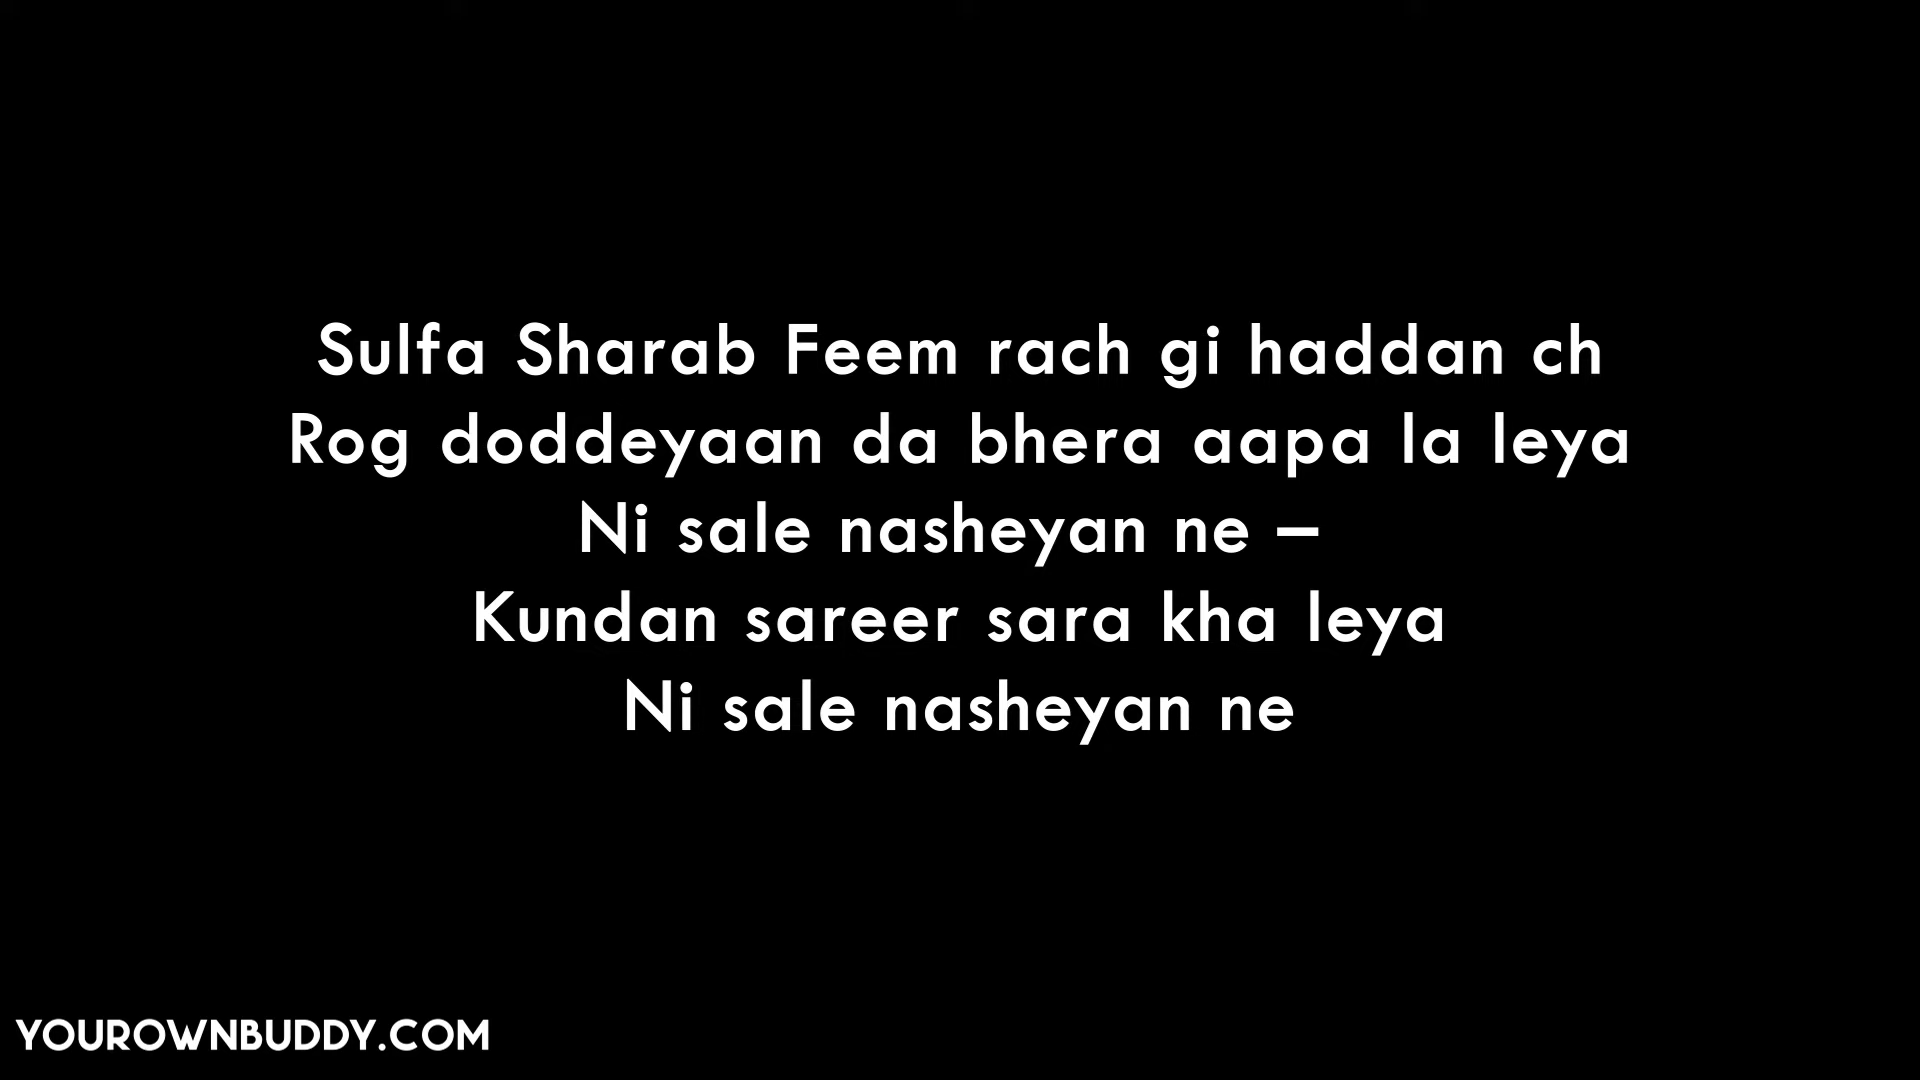 Sulfa Sharab Feem rach gi haddan ch
Rog doddeyaan da bhera aapa la leya
Ni sale nasheyan ne –
Kundan sareer sara kha leya
Ni sale nasheyan ne
YOUROWNBUDDY.COM